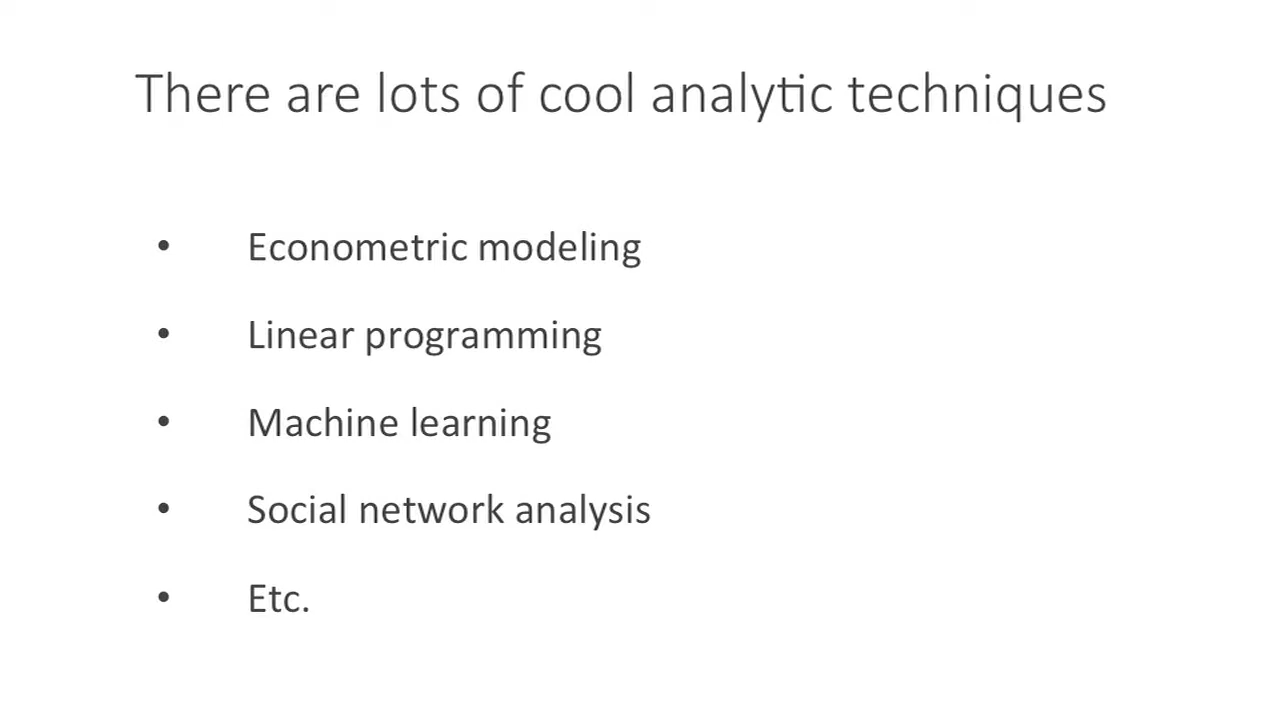 There are lots of cool analytic techniques
• Econometric modeling
• Linear programming
• Machine learning
• Social network analysis
• Etc.